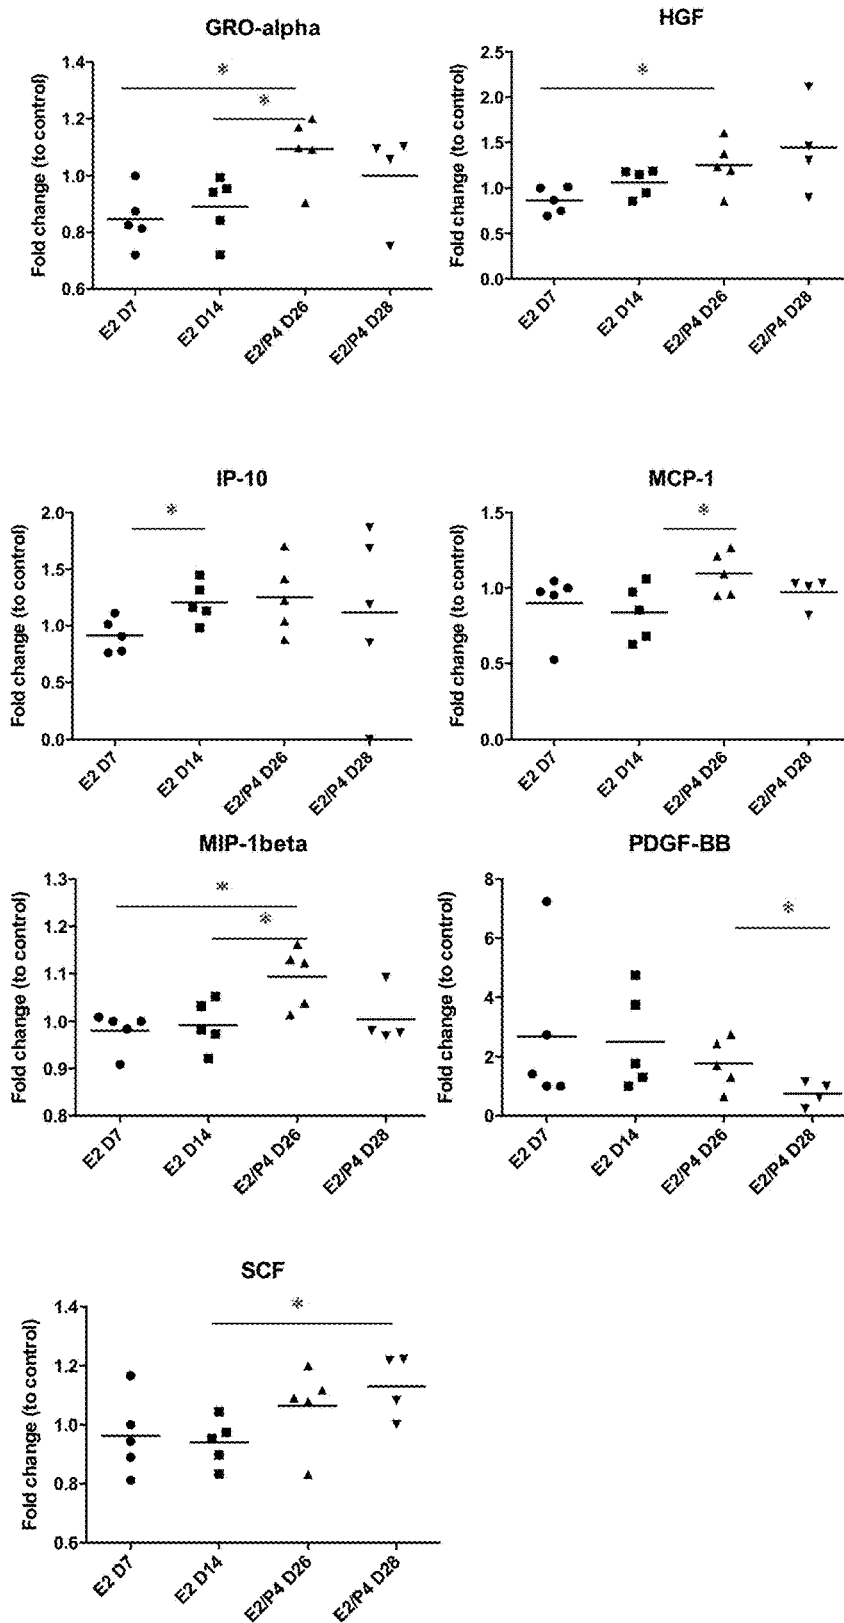 GRO-alpha
※
※
Fold change (to control)
1.4
1.2
1.0
0.8
0.6
E2 D7
E2 D14
E2/P4 D26
E2/P4 D28
HGF
※
Fold change (to control)
2.5
2.0
1.5
1.0
0.5
0.0
E2 D7
E2 D14
E2/P4 D26
E2/P4 D28
IP-10
※
Fold change (to control)
2.0
1.5
1.0
0.5
0.0
E2 D7
E2 D14
E2/P4 D26
E2/P4 D28
MCP-1
※
Fold change (to control)
1.5
1.0
0.5
0.0
E2 D7
E2 D14
E2/P4 D26
E2/P4 D28
MIP-1beta
※
※
Fold change (to control)
1.3
1.2
1.1
1.0
0.9
0.8
E2 D7
E2 D14
E2/P4 D26
E2/P4 D28
PDGF-BB
※
Fold change (to control)
8
6
4
2
0
E2 D7
E2 D14
E2/P4 D26
E2/P4 D28
SCF
※
Fold change (to control)
1.4
1.2
1.0
0.8
0.6
E2 D7
E2 D14
E2/P4 D26
E2/P4 D28